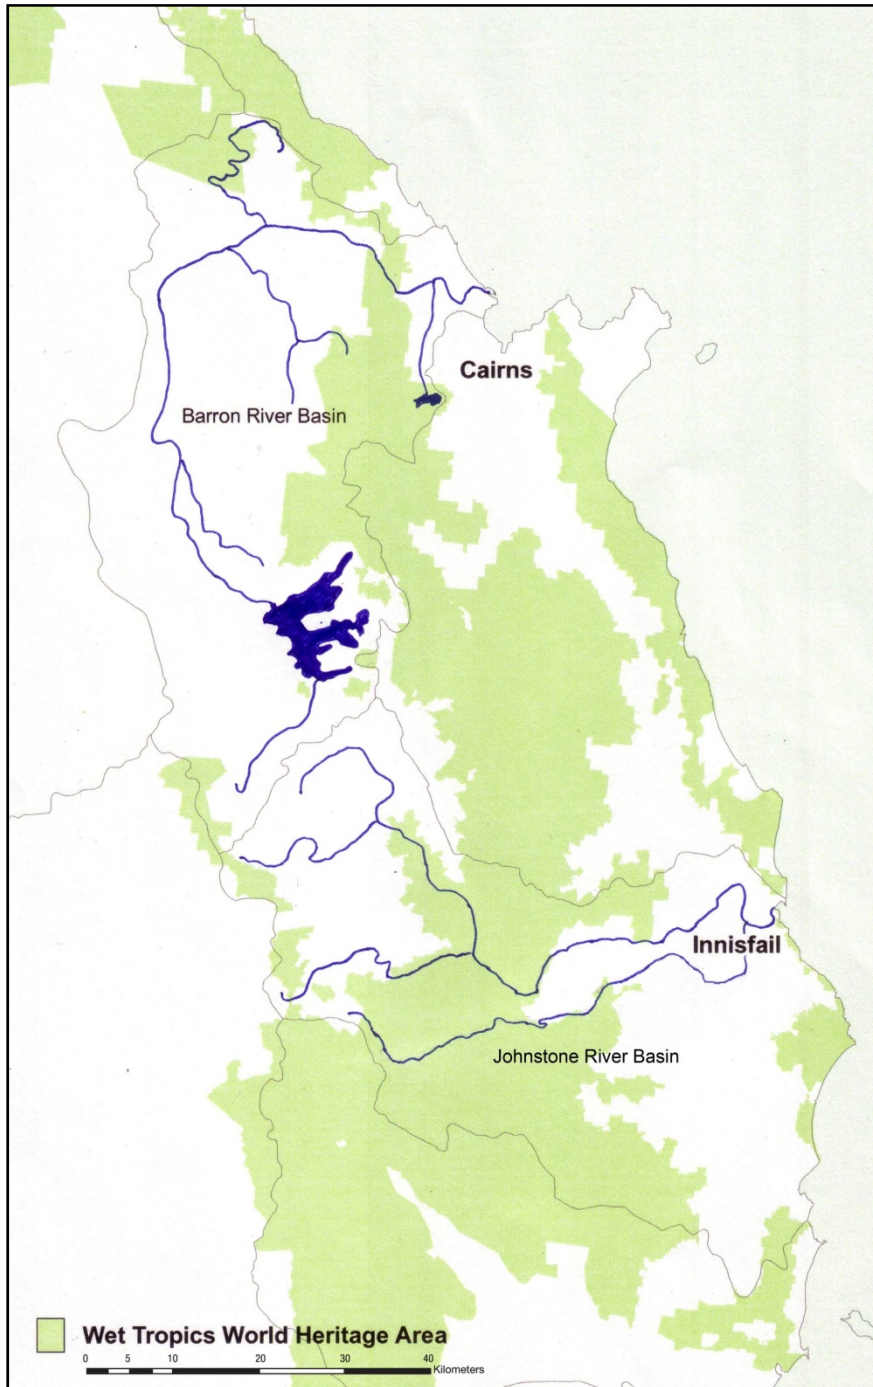 Cairns
Barron River Basin
Innisfail
Johnstone River Basin
Wet Tropics World Heritage Area
0 5 10 20 30 40
Kilometers